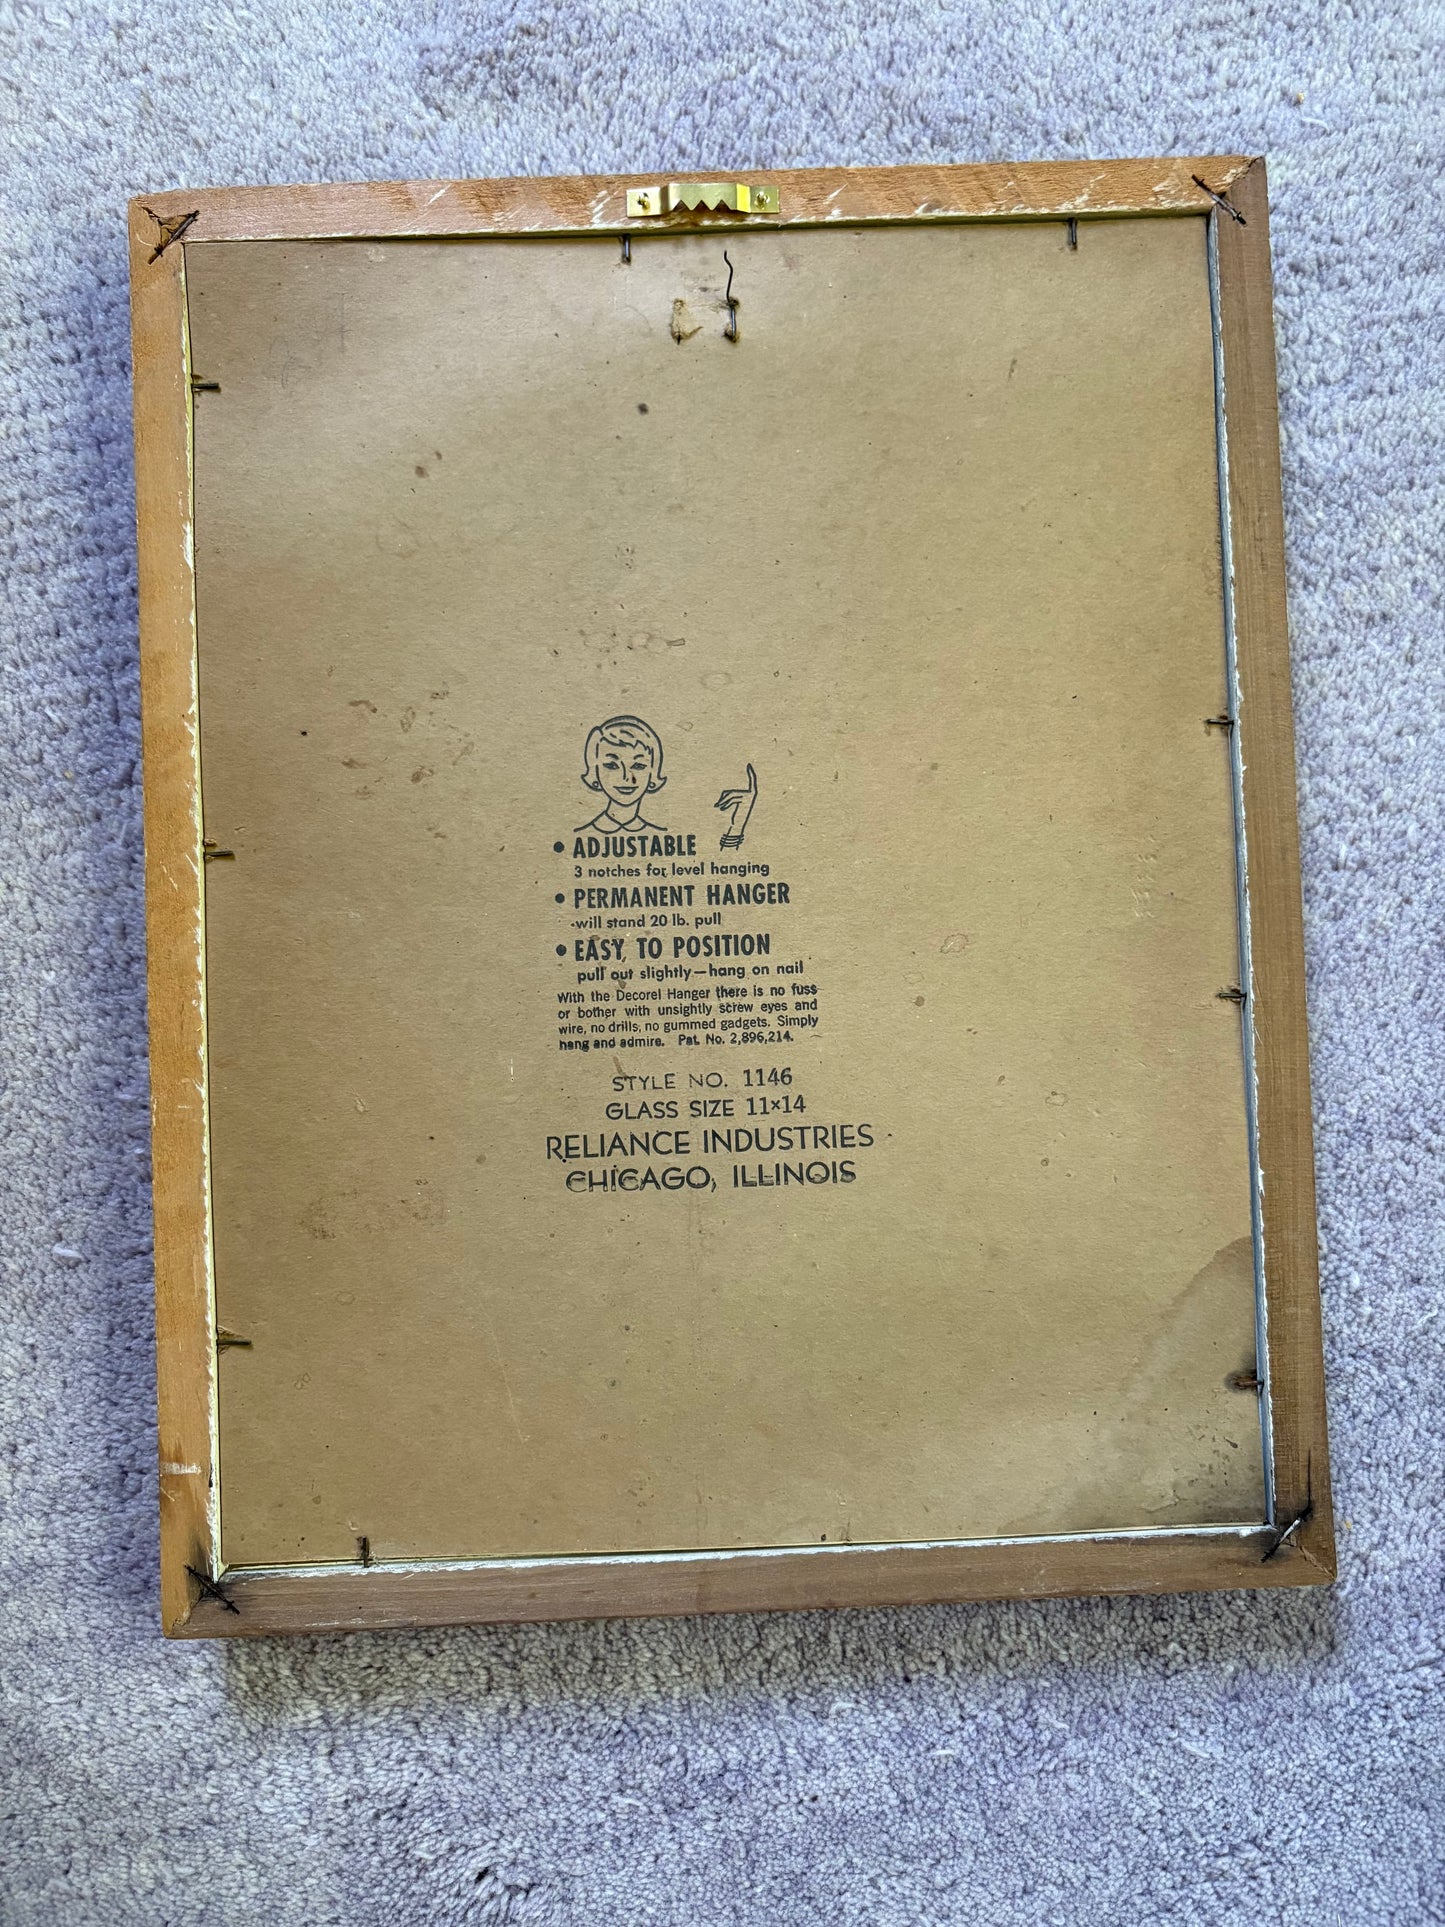 • ADJUSTABLE
3 notches for level hanging
• PERMANENT HANGER
will stand 20 lb. pull
• EASY TO POSITION
pull out slightly—hang on nail
With the Decorel Hanger there is no fuss
or bother with unsightly screw eyes and
wire, no drills, no gummed gadgets. Simply
hang and admire. Pat. No. 2,896,214.
STYLE NO. 1146
GLASS SIZE 11×14
RELIANCE INDUSTRIES
CHICAGO, ILLINOIS